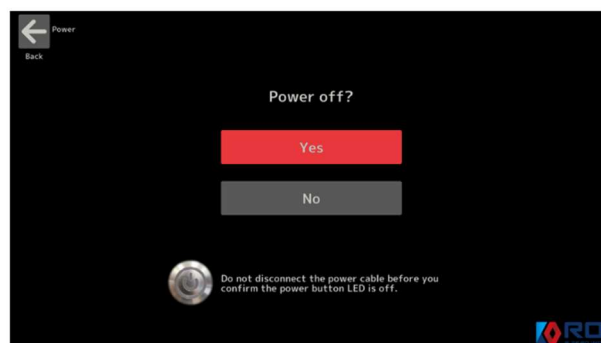 Power
Back
Power off?
Yes
No
Do not disconnect the power cable before you
confirm the power button LED is off.